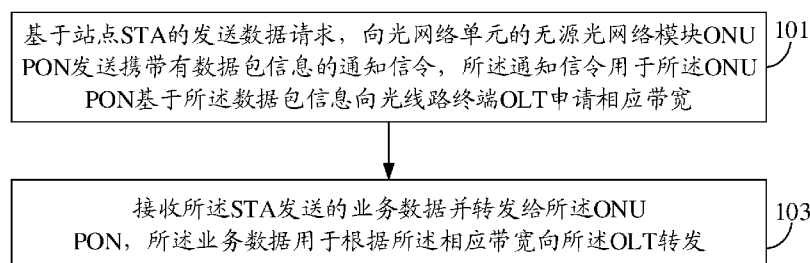 基于站点STA的发送数据请求，向光网络单元的无源光网络模块ONU
PON发送携带有数据包信息的通知信令，所述通知信令用于所述ONU
PON基于所述数据包信息向光线路终端OLT申请相应带宽
101
接收所述STA发送的业务数据并转发给所述ONU
PON，所述业务数据用于根据所述相应带宽向所述OLT转发
103